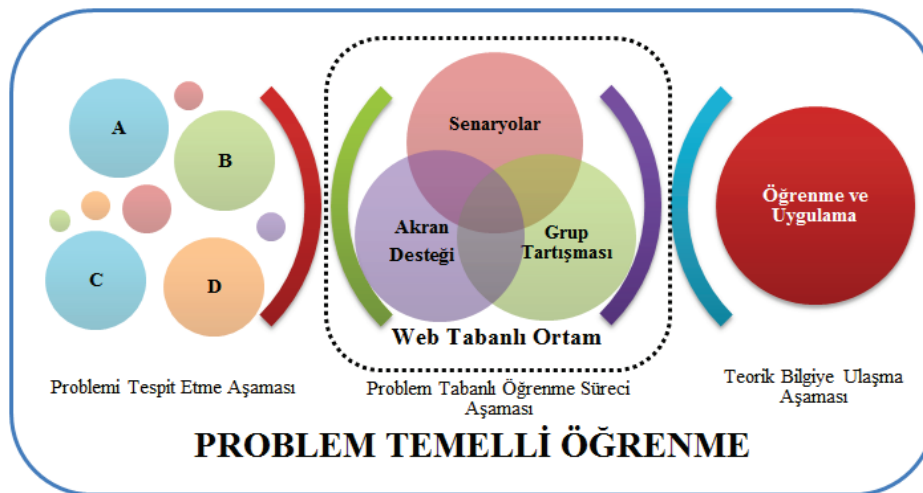 A
B
C
D
Senaryolar
Akran
Desteği
Grup
Tartışması
Web Tabanlı Ortam
Öğrenme ve
Uygulama
Problemi Tespit Etme Aşaması
Problem Tabanlı Öğrenme Süreci
Aşaması
Teorik Bilgiye Ulaşma
Aşaması
PROBLEM TEMELLİ ÖĞRENME